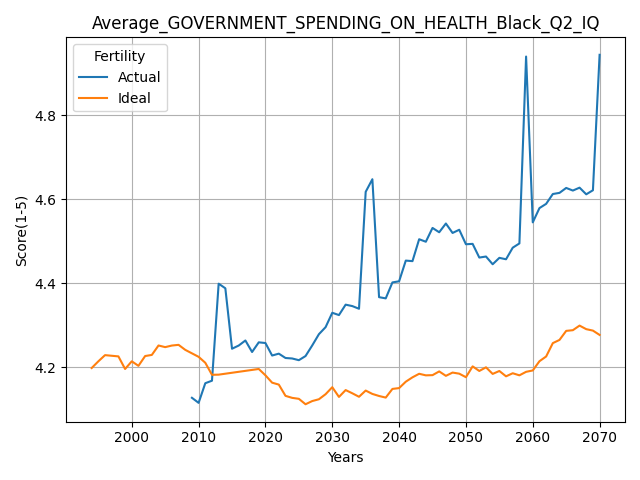 Average_GOVERNMENT_SPENDING_ON_HEALTH_Black_Q2_IQ
Fertility
Actual
Ideal
Score(1-5)
4.8
4.6
4.4
4.2
2000 2010 2020 2030 2040 2050 2060 2070
Years